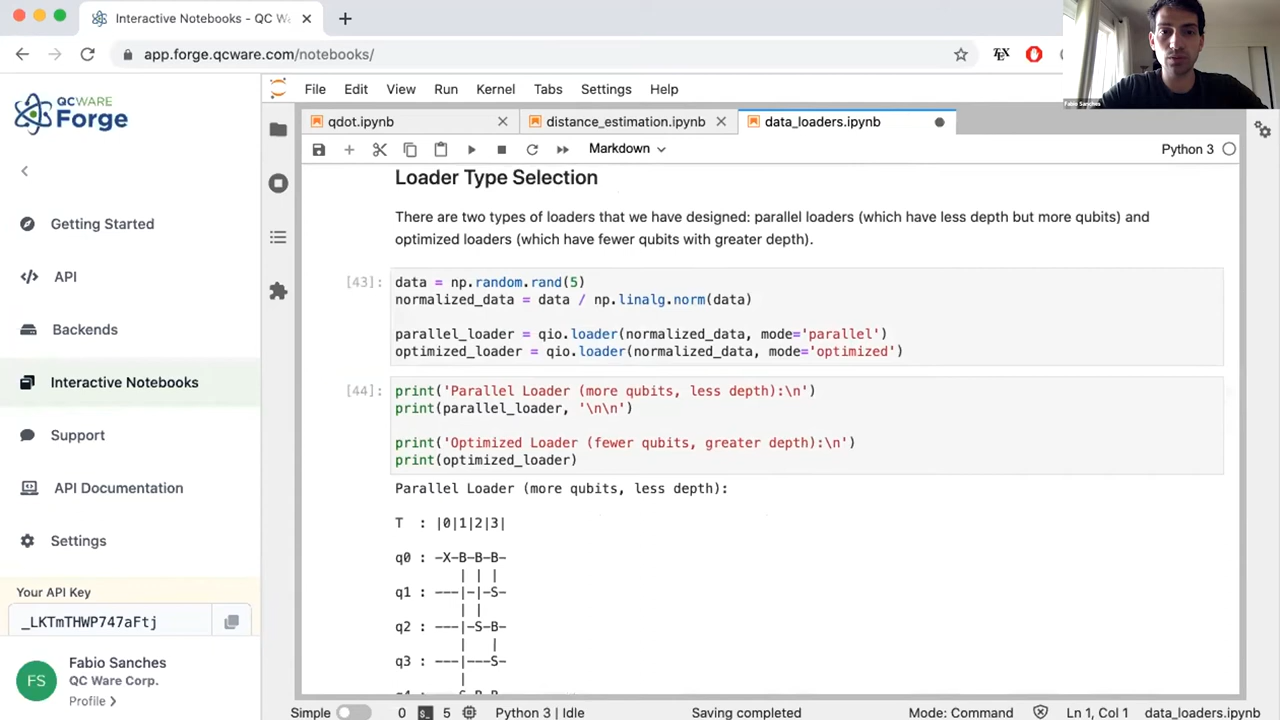 Interactive Notebooks - QC Wa
app.forge.qcware.com/notebooks/
TEX
Fabio Sanches
QCWARE
Forge
Getting Started
API
Backends
Interactive Notebooks
Support
API Documentation
Settings
Your API Key
_LKTmTHWP747aFtj
FS
Fabio Sanches
QC Ware Corp.
Profile
File Edit View Run Kernel Tabs Settings Help
qdot.ipynb distance_estimation.ipynb data_loaders.ipynb
Markdown Python 3
Loader Type Selection
There are two types of loaders that we have designed: parallel loaders (which have less depth but more qubits) and
optimized loaders (which have fewer qubits with greater depth).
[43]: data = np.random.rand(5)
normalized_data = data / np.linalg.norm(data)
parallel_loader = qio.loader(normalized_data, mode='parallel')
optimized_loader = qio.loader(normalized_data, mode='optimized')
[44]: print('Parallel Loader (more qubits, less depth):\n')
print(parallel_loader, '\n\n')
print('Optimized Loader (fewer qubits, greater depth):\n')
print(optimized_loader)
Parallel Loader (more qubits, less depth):
T  : |0|1|2|3|
q0 : -X-B-B-B-
        | | |
q1 : ---|-|-S-
        | |
q2 : ---|-S-B-
        |   |
q3 : ---|---S-
        |
Simple 0 5 Python 3 | Idle Saving completed Mode: Command Ln 1, Col 1 data_loaders.ipynb